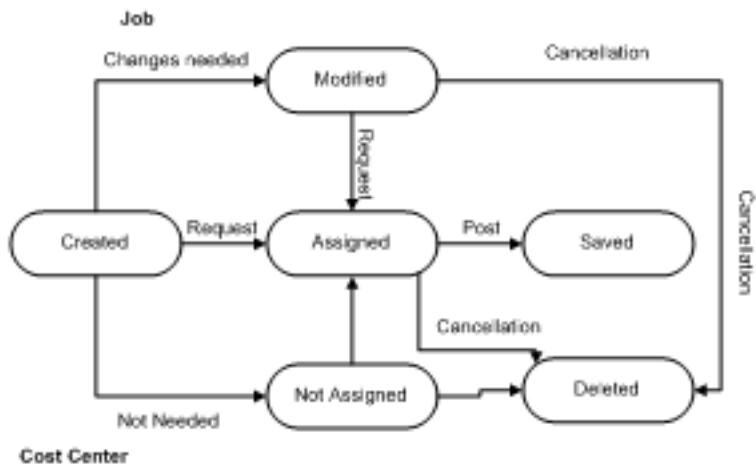 Job
Changes needed
Cancellation
Modified
Request
Cancellation
Created
Request
Assigned
Post
Saved
Cancellation
Not Assigned
Deleted
Not Needed
Cost Center